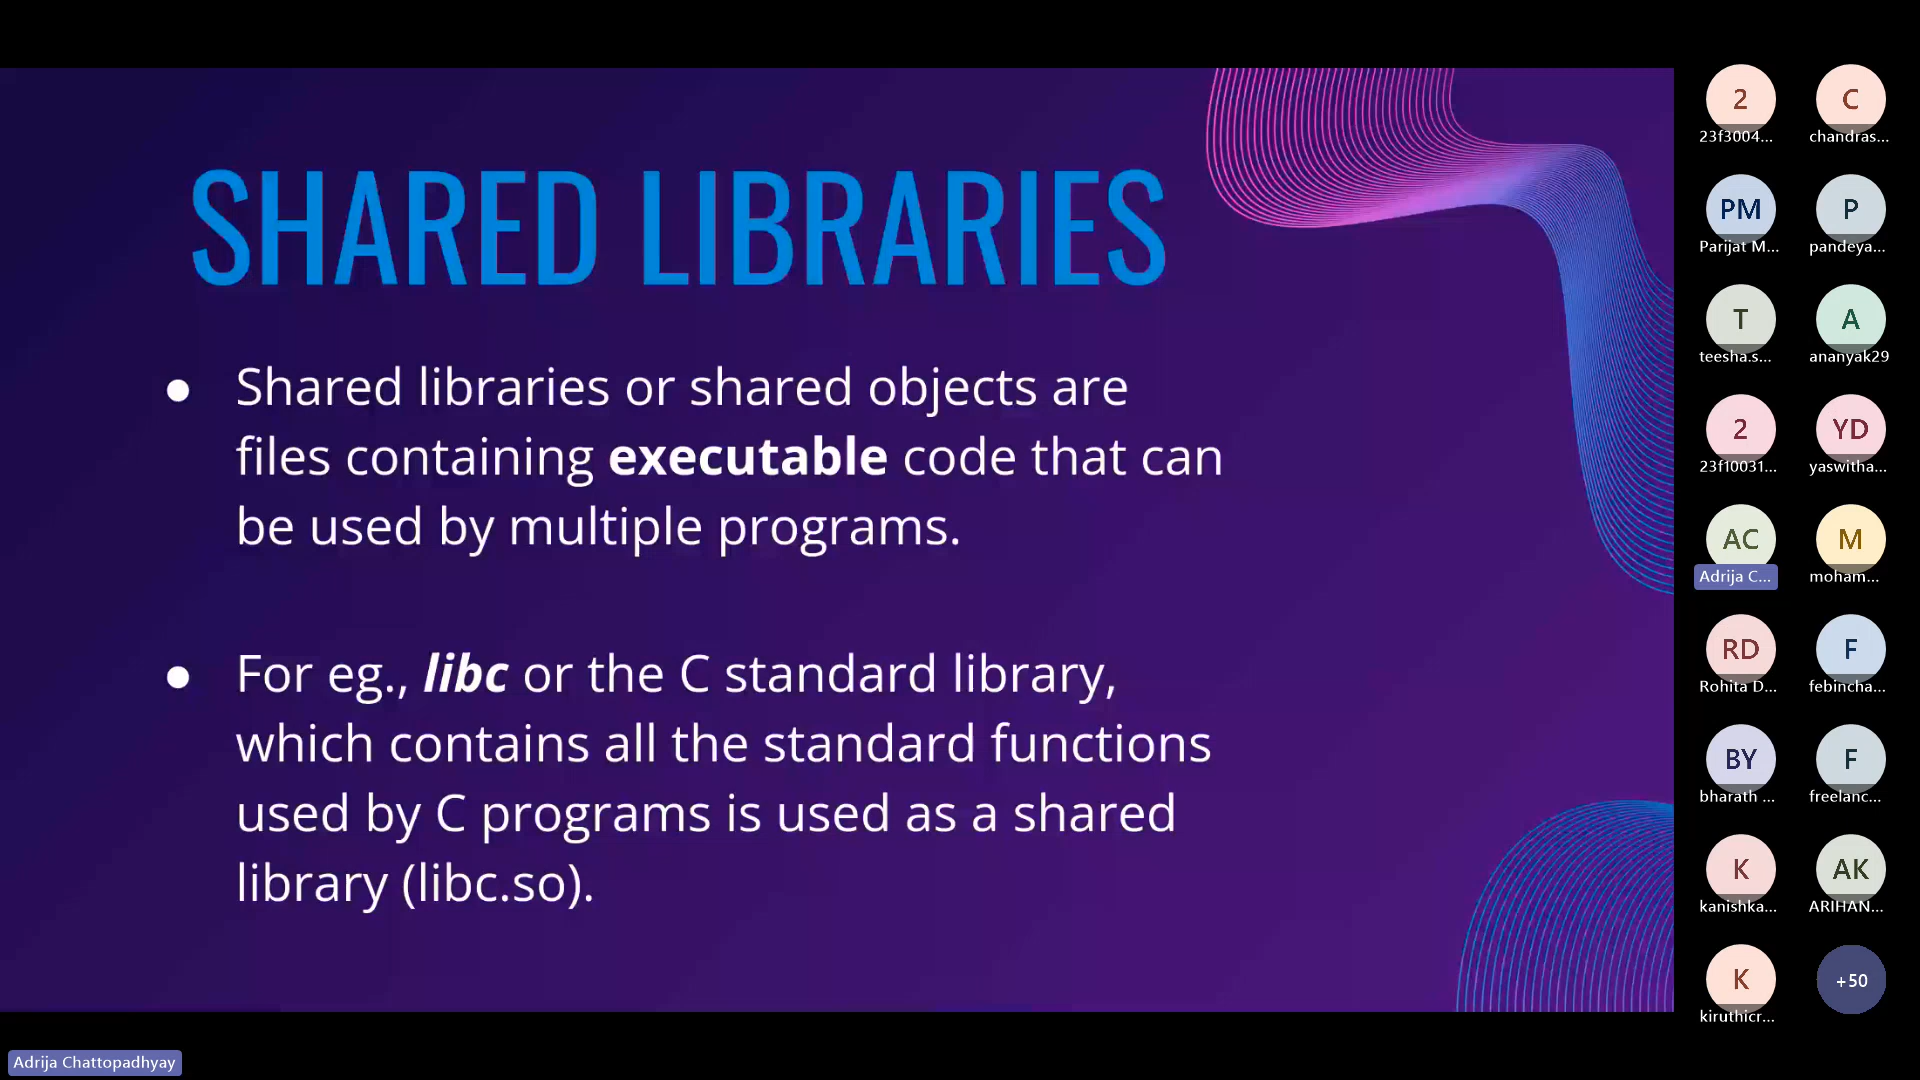 SHARED LIBRARIES
● Shared libraries or shared objects are
files containing executable code that can
be used by multiple programs.
● For eg., libc or the C standard library,
which contains all the standard functions
used by C programs is used as a shared
library (libc.so).
2 C
23f3004... chandras...
PM P
Parijat M... pandeya...
T A
teesha.s... ananyak29
2 YD
23f10031... yaswitha...
AC M
Adrija C... moham...
RD F
Rohita D... febincha...
BY F
bharath ... freelanc...
K AK
kanishka... ARIHAN...
K +50
kiruthicr...
Adrija Chattopadhyay